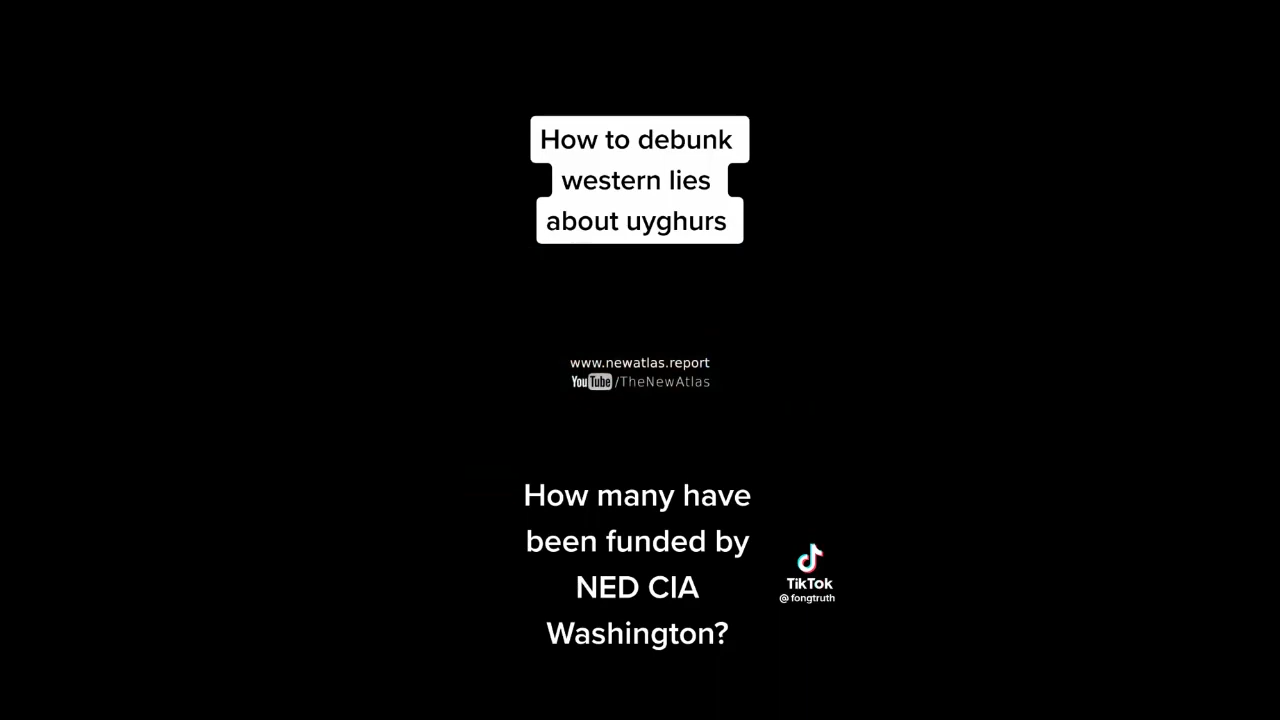 How to debunk
western lies
about uyghurs
www.newatlas.report
YouTube/TheNewAtlas
How many have
been funded by
NED CIA
Washington?
TikTok
@ fongtruth